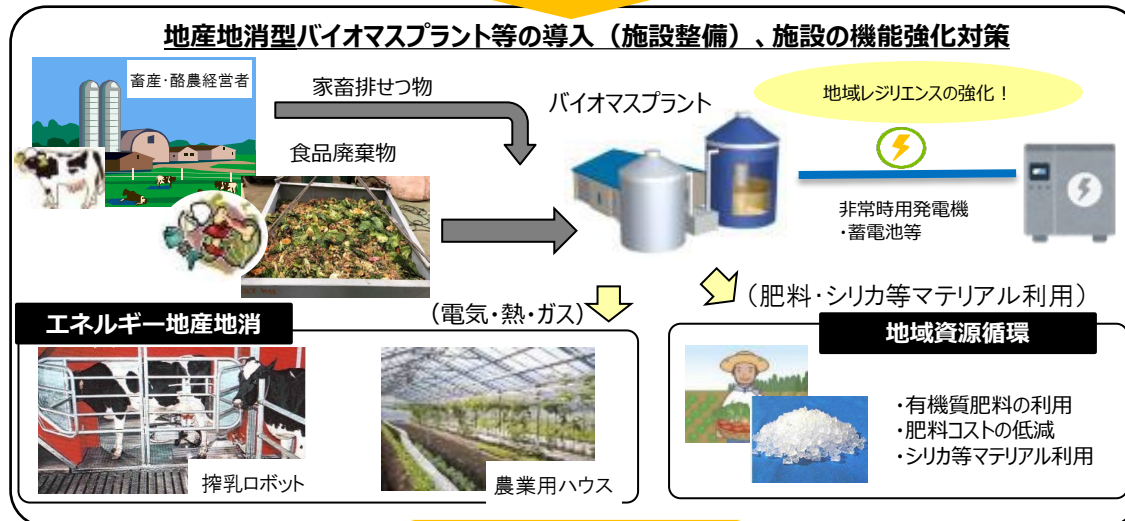 地産地消型バイオマスプラント等の導入（施設整備）、施設の機能強化対策
畜産・酪農経営者
家畜排せつ物
食品廃棄物
バイオマスプラント
地域レジリエンスの強化！
非常時用発電機
・蓄電池等
（電気・熱・ガス）
（肥料・シリカ等マテリアル利用）
エネルギー地産地消
搾乳ロボット
農業用ハウス
地域資源循環
・有機質肥料の利用
・肥料コストの低減
・シリカ等マテリアル利用